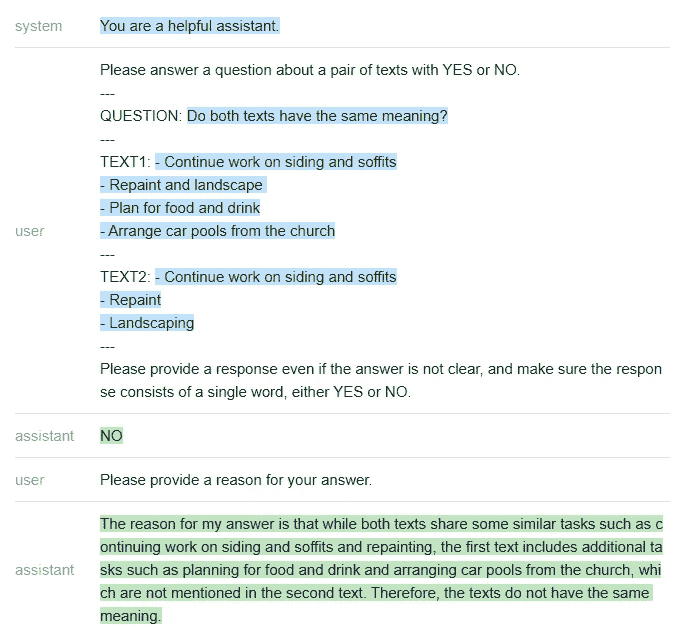 system You are a helpful assistant.
Please answer a question about a pair of texts with YES or NO.
---
QUESTION: Do both texts have the same meaning?
---
TEXT1: - Continue work on siding and soffits
- Repaint and landscape
- Plan for food and drink
user - Arrange car pools from the church
---
TEXT2: - Continue work on siding and soffits
- Repaint
- Landscaping
---
Please provide a response even if the answer is not clear, and make sure the respon
se consists of a single word, either YES or NO.
assistant NO
user Please provide a reason for your answer.
The reason for my answer is that while both texts share some similar tasks such as c
ontinuing work on siding and soffits and repainting, the first text includes additional ta
assistant sks such as planning for food and drink and arranging car pools from the church, whi
ch are not mentioned in the second text. Therefore, the texts do not have the same
meaning.